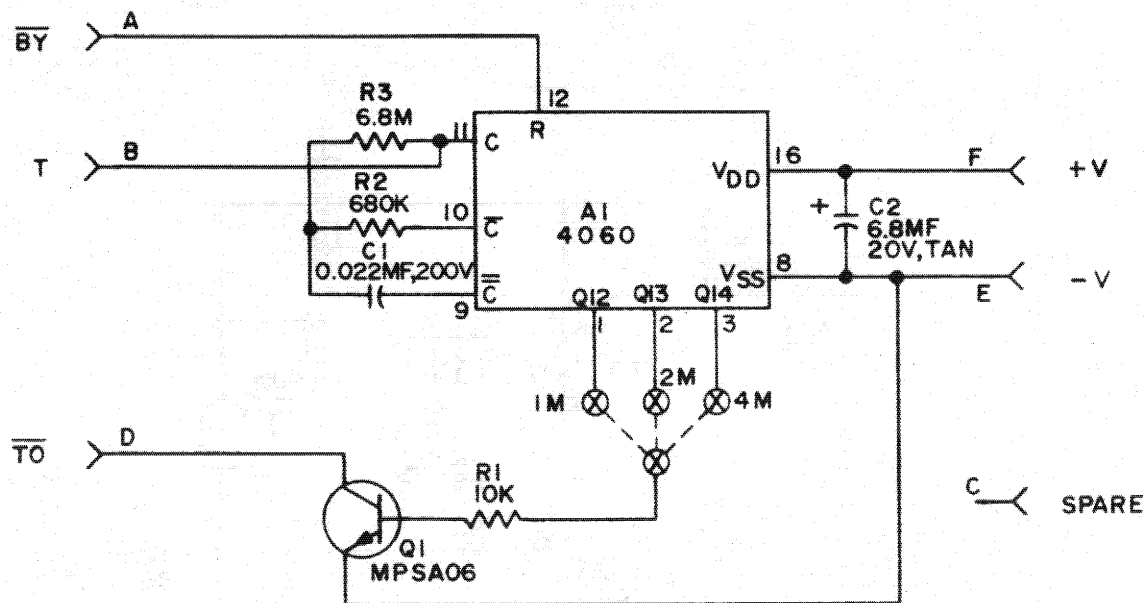 B̅Y̅ A
R3
6.8M
12
R
11 C
T B
R2
680K
10 C̅
C1
0.022MF,200V
9 C̿
A1
4060
VDD 16
VSS 8
F +V
+ C2
6.8MF
20V,TAN
E -V
Q12 Q13 Q14
1 2 3
1M 2M 4M
T̅O̅ D
R1
10K
Q1
MPSA06
C SPARE